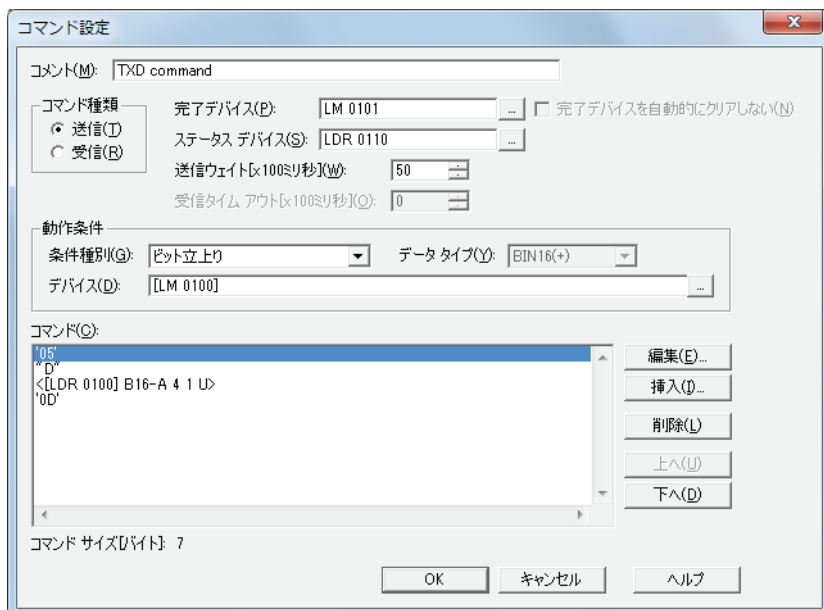 コマンド設定
コメント(M): TXD command
コマンド種類
送信(T)
受信(R)
完了デバイス(P): LM 0101 ... 完了デバイスを自動的にクリアしない(N)
ステータス デバイス(S): LDR 0110 ...
送信ウェイト[×100ミリ秒](W): 50
受信タイム アウト[×100ミリ秒](O): 0
動作条件
条件種別(G): ビット立上り データ タイプ(Y): BIN16(+)
デバイス(D): [LM 0100] ...
コマンド(C):
'05'
"D"
<[LDR 0100] B16-A 4 1 U>
'0D'
編集(E)...
挿入(I)...
削除(L)
上へ(U)
下へ(D)
コマンド サイズ[バイト]: 7
OK キャンセル ヘルプ